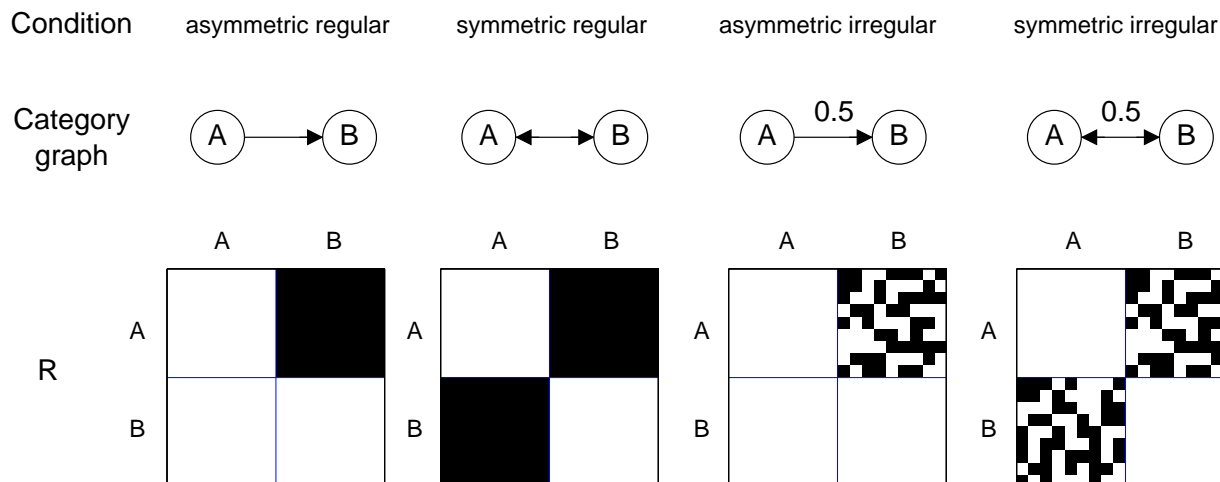 Condition asymmetric regular symmetric regular asymmetric irregular symmetric irregular
0.5 0.5
Category graph
A B A B A B A B
A B A B A B A B
A A A A
R
B B B B